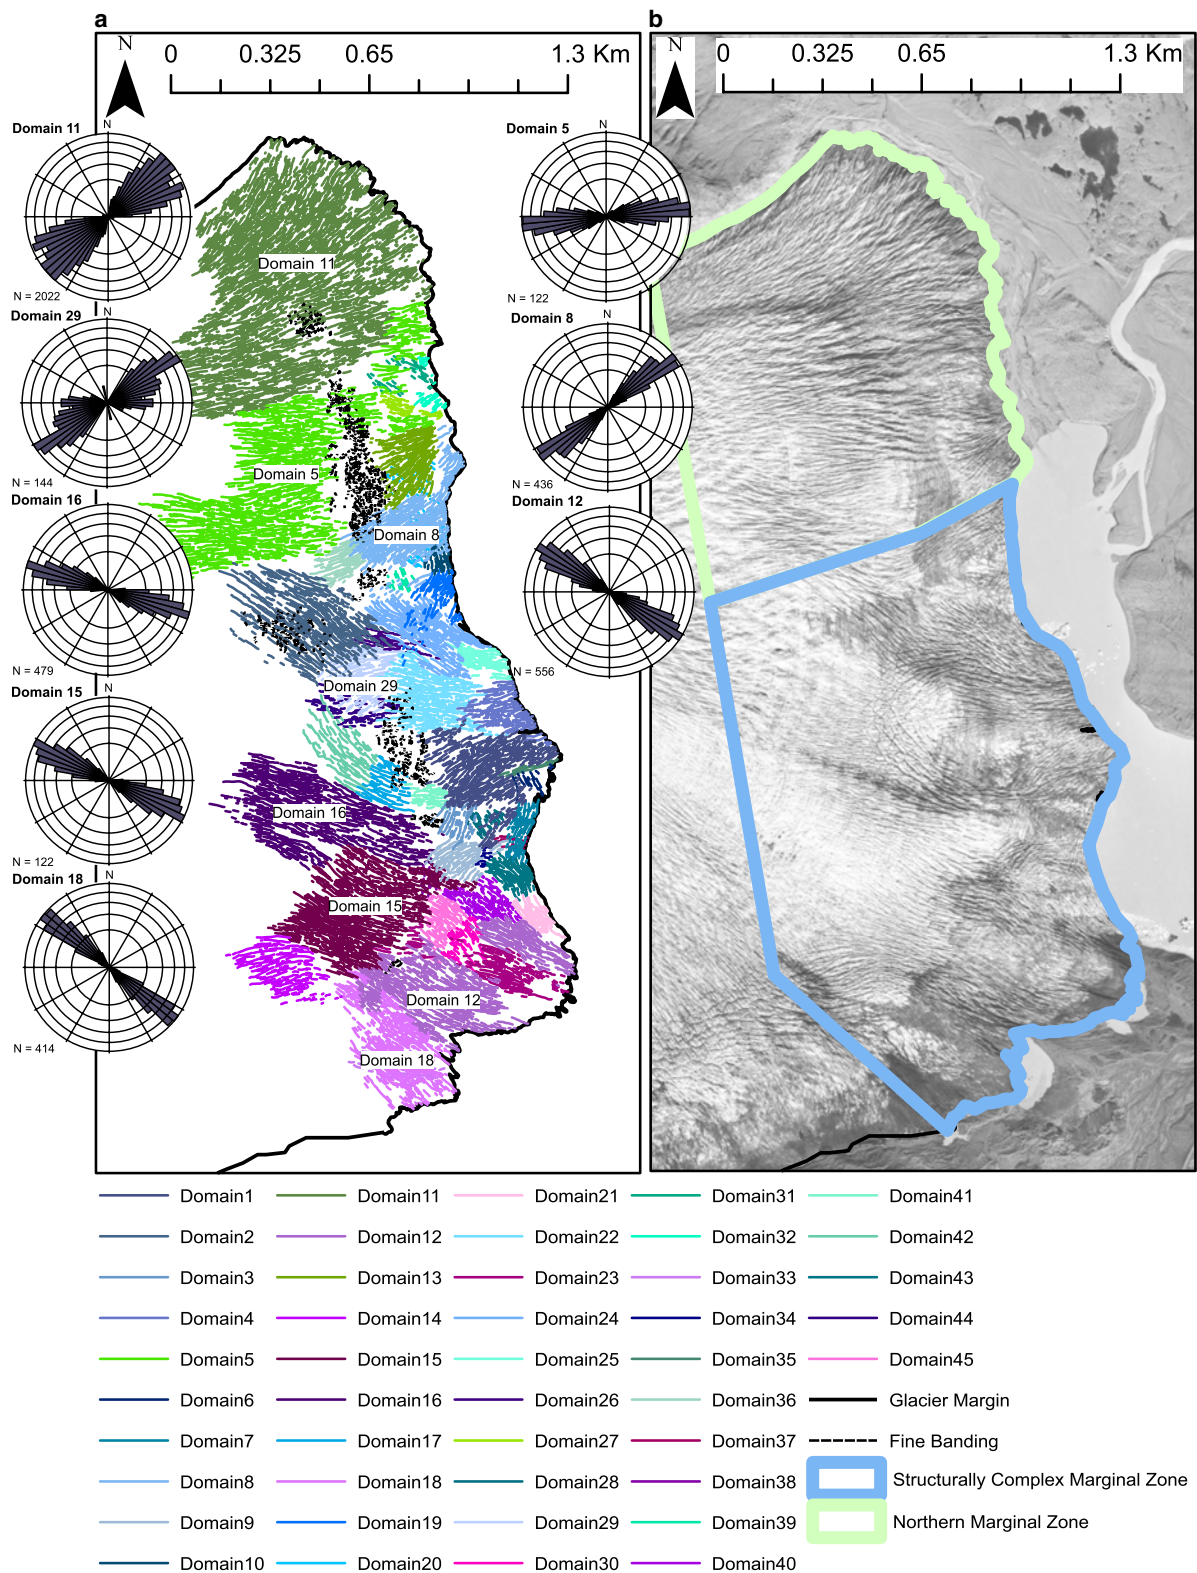 a
b
N
0 0.325 0.65 1.3 Km
N
0 0.325 0.65 1.3 Km
Domain 11
N
N = 2022
Domain 29
N
N = 144
Domain 16
N
N = 479
Domain 15
N
N = 122
Domain 18
N
N = 414
Domain 5
N
N = 122
Domain 8
N
N = 436
Domain 12
N
N = 556
Domain 11
Domain 5
Domain 8
Domain 29
Domain 16
Domain 15
Domain 12
Domain 18
Domain1 Domain11 Domain21 Domain31 Domain41
Domain2 Domain12 Domain22 Domain32 Domain42
Domain3 Domain13 Domain23 Domain33 Domain43
Domain4 Domain14 Domain24 Domain34 Domain44
Domain5 Domain15 Domain25 Domain35 Domain45
Domain6 Domain16 Domain26 Domain36 Glacier Margin
Domain7 Domain17 Domain27 Domain37 Fine Banding
Domain8 Domain18 Domain28 Domain38 Structurally Complex Marginal Zone
Domain9 Domain19 Domain29 Domain39 Northern Marginal Zone
Domain10 Domain20 Domain30 Domain40